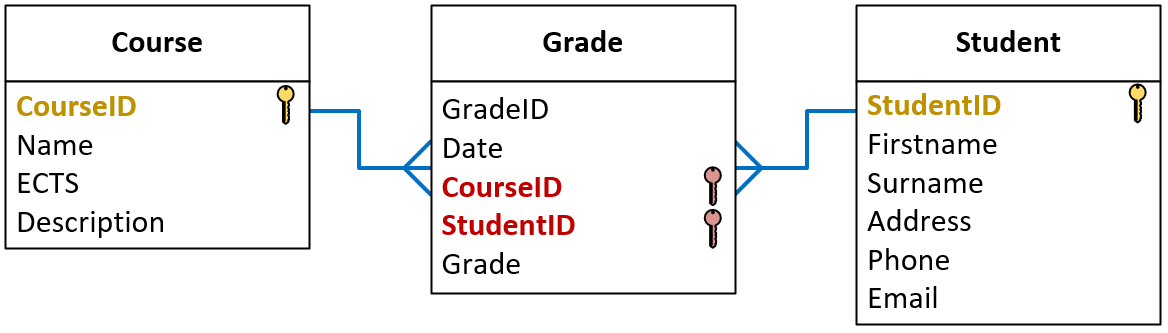 Course
CourseID
Name
ECTS
Description
Grade
GradeID
Date
CourseID
StudentID
Grade
Student
StudentID
Firstname
Surname
Address
Phone
Email